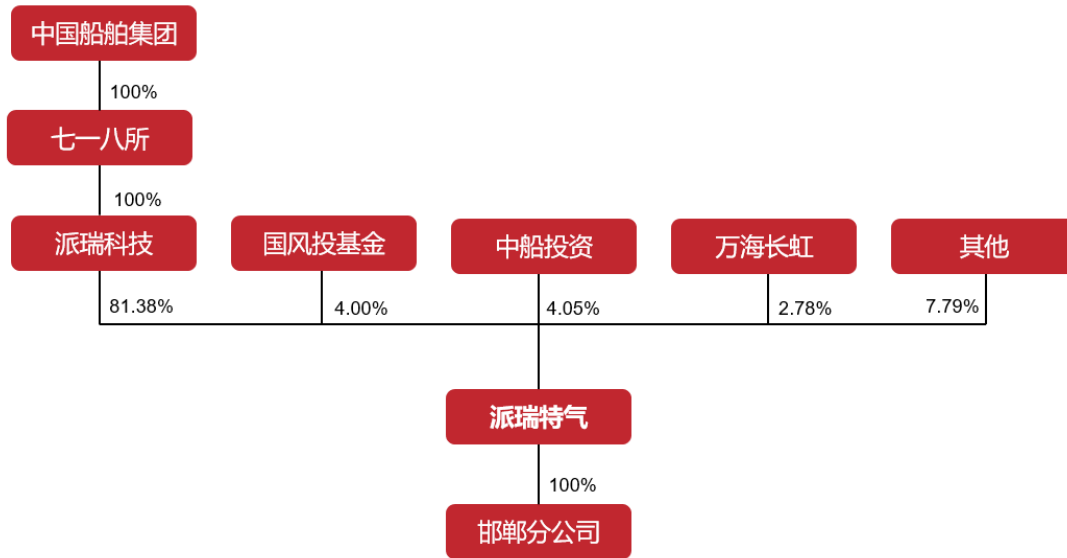 中国船舶集团
100%
七一八所
100%
派瑞科技
国风投基金
中船投资
万海长虹
其他
81.38%
4.00%
4.05%
2.78%
7.79%
派瑞特气
100%
邯郸分公司